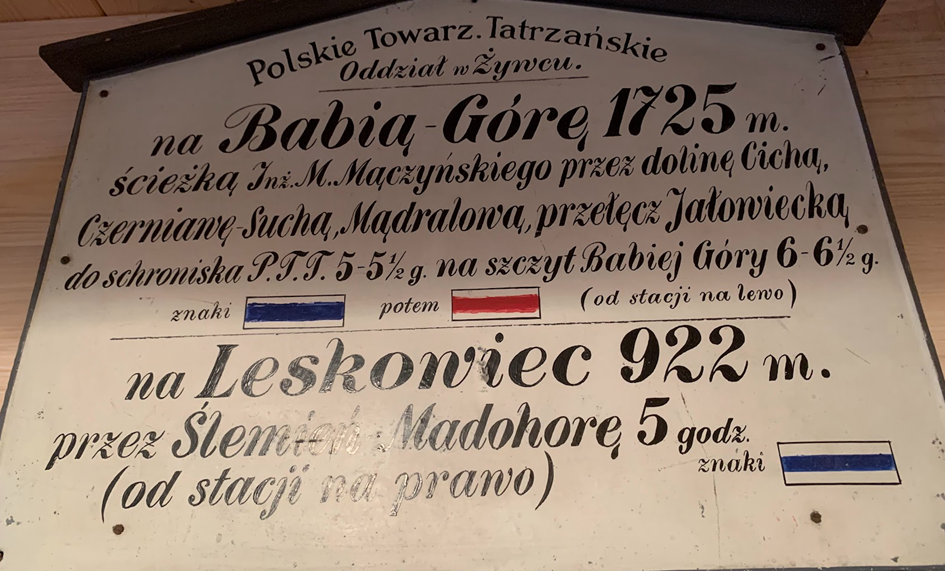 Polskie Towarz. Tatrzańskie
Oddział w Żywcu.
na Babią-Górę 1725 m.
ścieżką Inż. M. Mączyńskiego przez dolinę Cichą,
Czerniawę-Suchą, Mądralową, przełęcz Jałowiecką
do schroniska P.T.T. 5-5½ g. na szczyt Babiej Góry 6-6½ g.
znaki potem (od stacji na lewo)
na Leskowiec 922 m.
przez Ślemień-Madohorę 5 godz.
znaki
(od stacji na prawo)